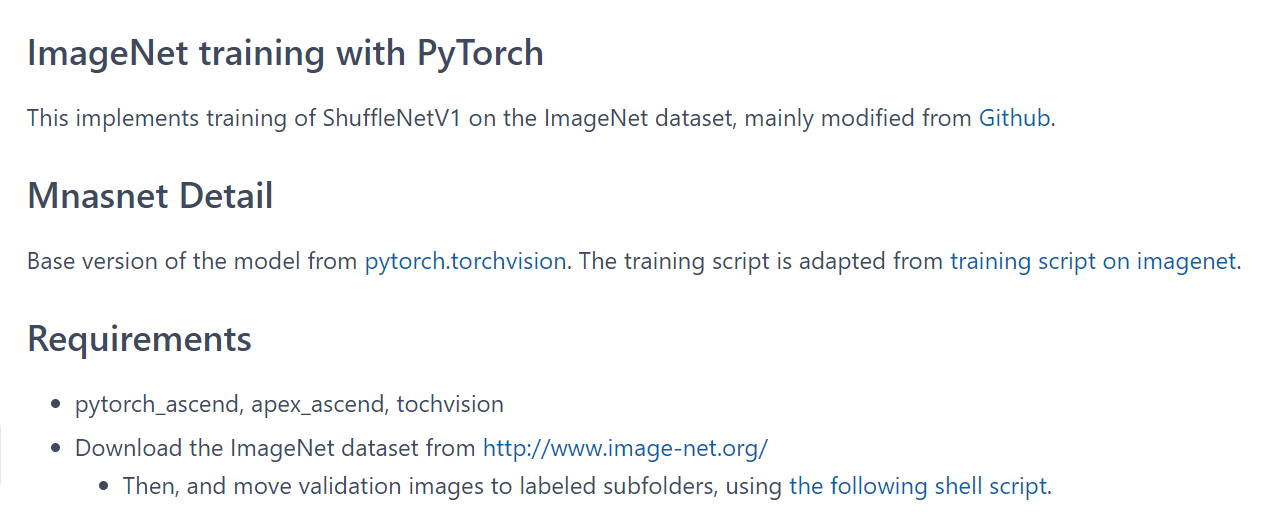 ImageNet training with PyTorch
This implements training of ShuffleNetV1 on the ImageNet dataset, mainly modified from Github.
Mnasnet Detail
Base version of the model from pytorch.torchvision. The training script is adapted from training script on imagenet.
Requirements
• pytorch_ascend, apex_ascend, tochvision
• Download the ImageNet dataset from http://www.image-net.org/
• Then, and move validation images to labeled subfolders, using the following shell script.